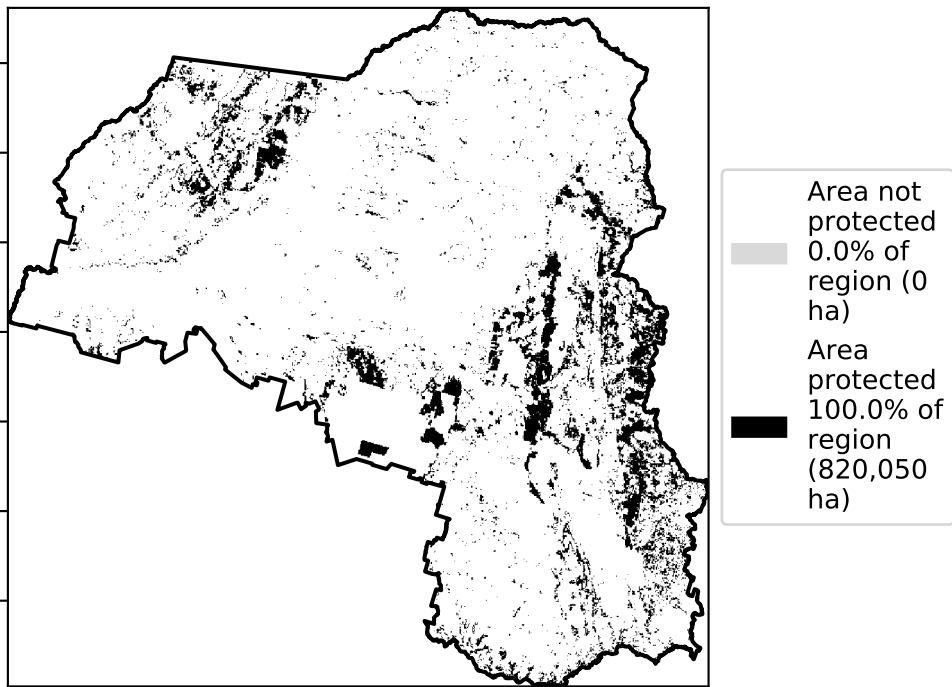 Area not
protected
0.0% of
region (0
ha)
Area
protected
100.0% of
region
(820,050
ha)